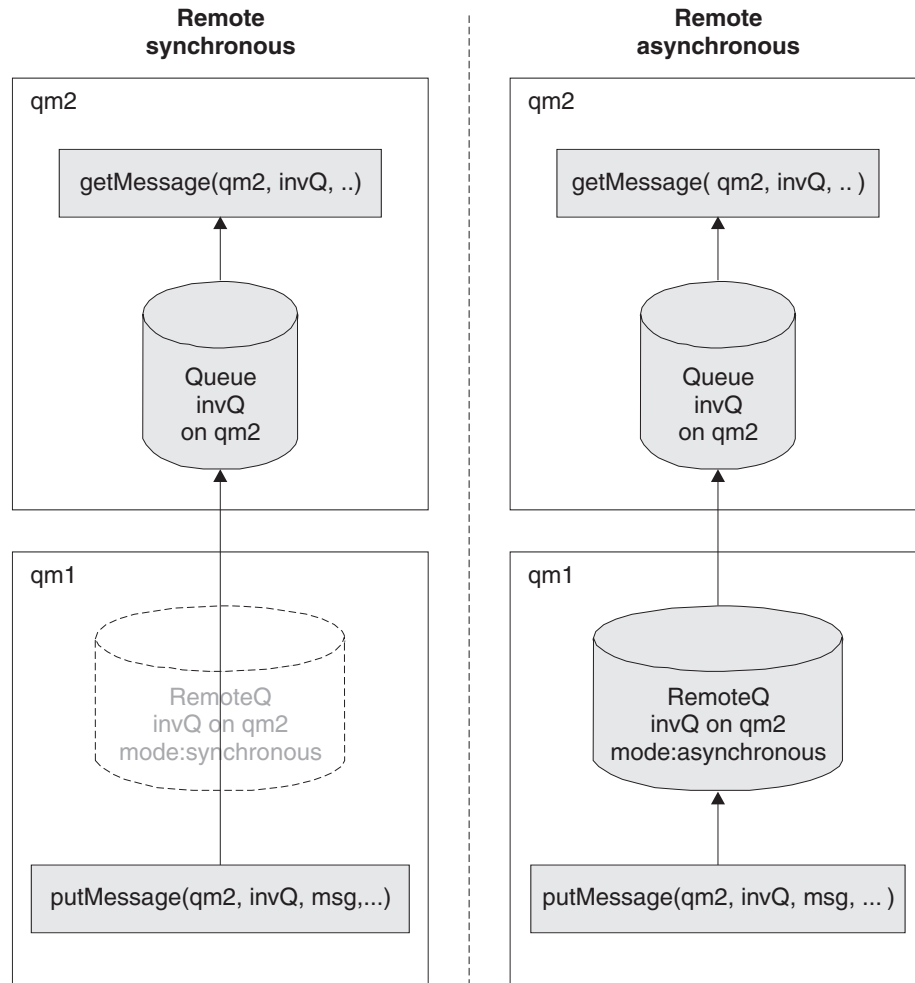 Remote
synchronous
qm2
getMessage(qm2, invQ, ..)
Queue
invQ
on qm2
qm1
RemoteQ
invQ on qm2
mode:synchronous
putMessage(qm2, invQ, msg,...)
Remote
asynchronous
qm2
getMessage( qm2, invQ, .. )
Queue
invQ
on qm2
qm1
RemoteQ
invQ on qm2
mode:asynchronous
putMessage(qm2, invQ, msg, ... )